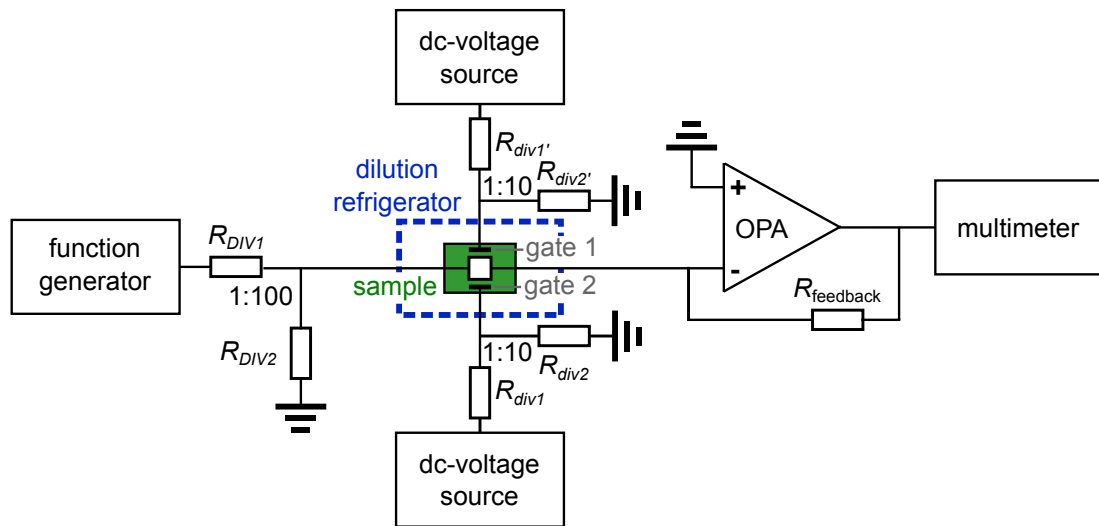 dc-voltage
source
R_div1'
dilution
refrigerator
1:10
R_div2'
function
generator
R_DIV1
1:100
R_DIV2
sample
gate 1
gate 2
+
OPA
-
multimeter
R_feedback
1:10
R_div2
R_div1
dc-voltage
source